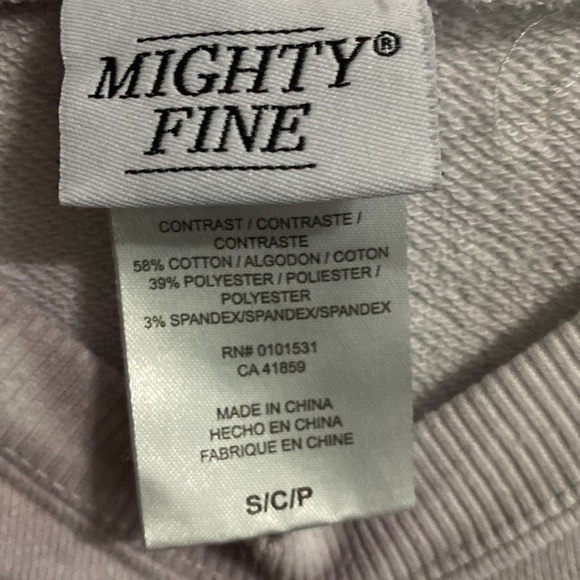 MIGHTY®
FINE
CONTRAST / CONTRASTE /
CONTRASTE
58% COTTON / ALGODON / COTON
39% POLYESTER / POLIESTER /
POLYESTER
3% SPANDEX/SPANDEX/SPANDEX
RN# 0101531
CA 41859
MADE IN CHINA
HECHO EN CHINA
FABRIQUE EN CHINE
S/C/P